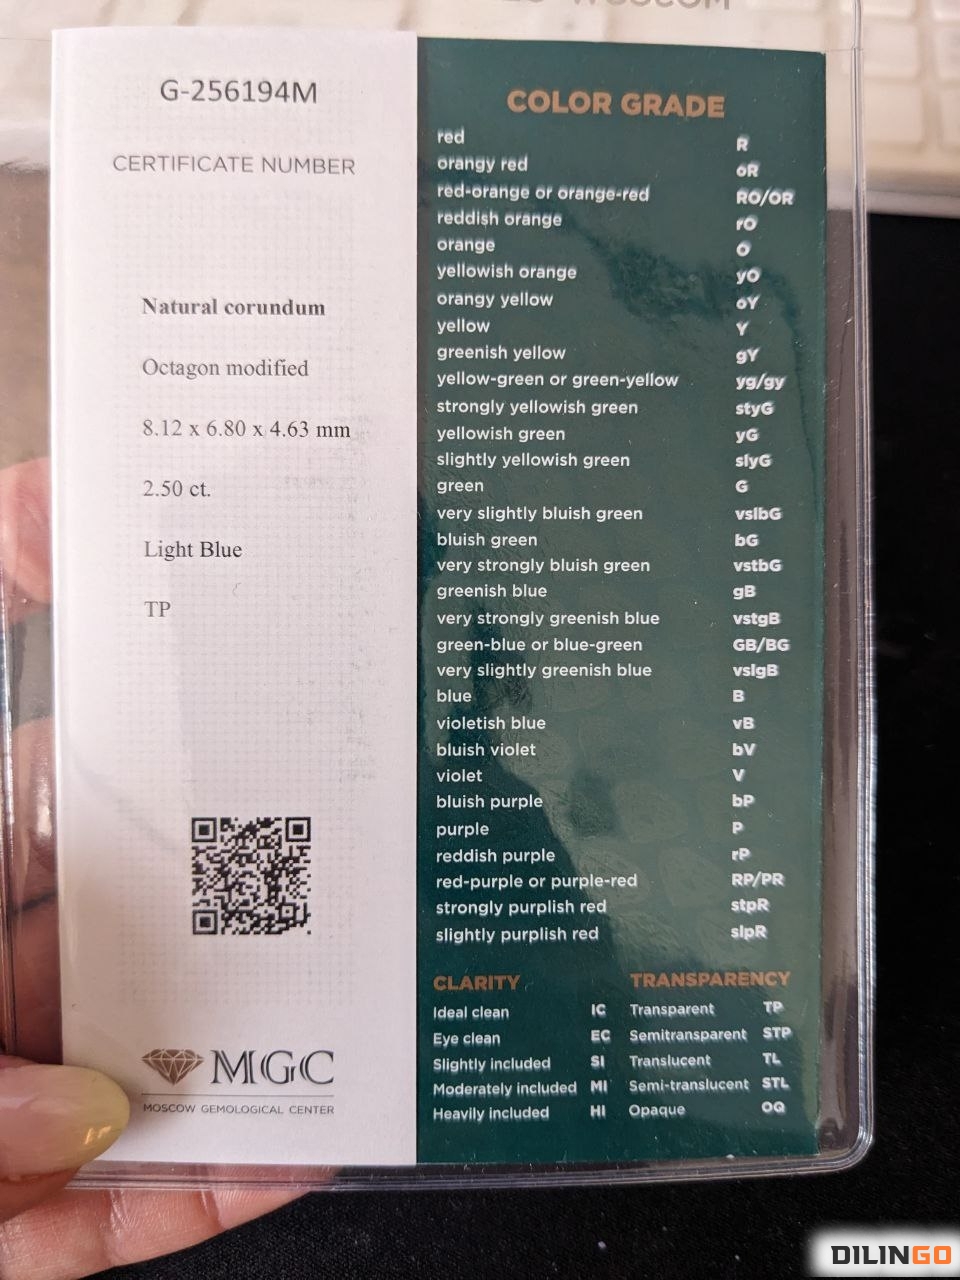 G-256194M
CERTIFICATE NUMBER
Natural corundum
Octagon modified
8.12 x 6.80 x 4.63 mm
2.50 ct.
Light Blue
TP
MGC
MOSCOW GEMOLOGICAL CENTER
COLOR GRADE
red R
orangy red oR
red-orange or orange-red RO/OR
reddish orange rO
orange O
yellowish orange yO
orangy yellow oY
yellow Y
greenish yellow gY
yellow-green or green-yellow yg/gy
strongly yellowish green styG
yellowish green yG
slightly yellowish green slyG
green G
very slightly bluish green vslbG
bluish green bG
very strongly bluish green vstbG
greenish blue gB
very strongly greenish blue vstgB
green-blue or blue-green GB/BG
very slightly greenish blue vslgB
blue B
violetish blue vB
bluish violet bV
violet V
bluish purple bP
purple P
reddish purple rP
red-purple or purple-red RP/PR
strongly purplish red stpR
slightly purplish red slpR
CLARITY TRANSPARENCY
Ideal clean IC Transparent TP
Eye clean EC Semitransparent STP
Slightly included SI Translucent TL
Moderately included MI Semi-translucent STL
Heavily included HI Opaque OQ
DILINGO